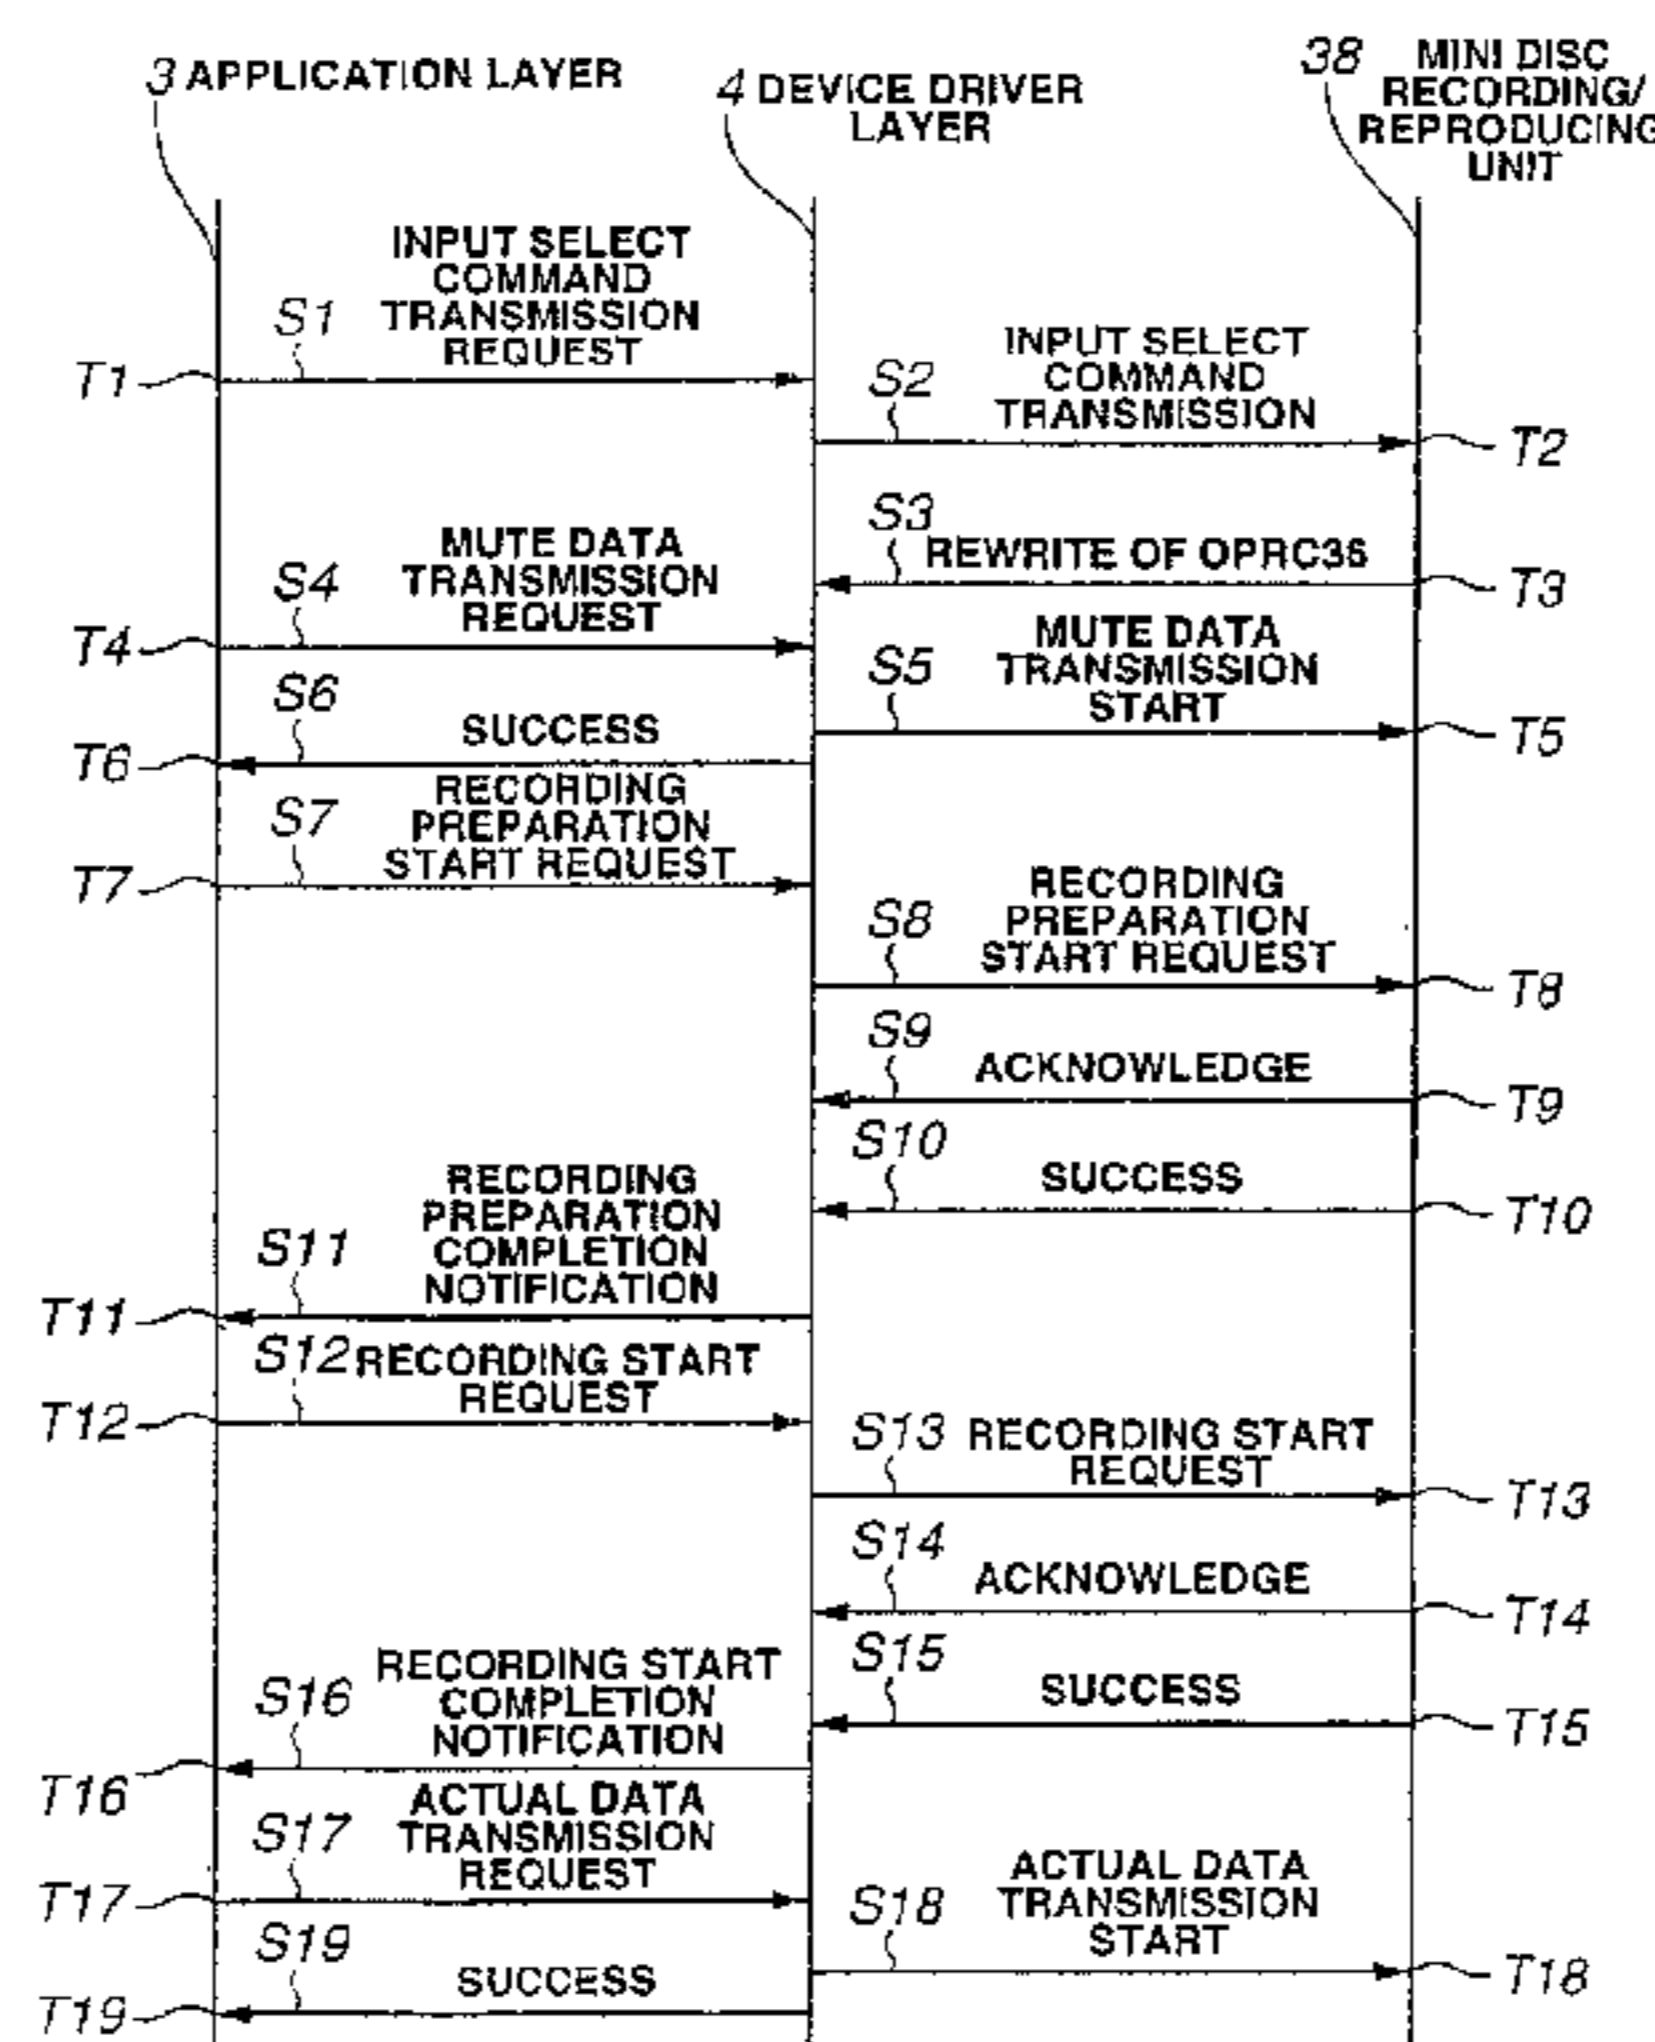 3 APPLICATION LAYER
4 DEVICE DRIVER
LAYER
38 MINI DISC
RECORDING/
REPRODUCING
UNIT
INPUT SELECT
COMMAND
TRANSMISSION
REQUEST
S1
T1
INPUT SELECT
COMMAND
TRANSMISSION
S2
T2
S3
REWRITE OF OPRC36
T3
MUTE DATA
TRANSMISSION
REQUEST
S4
T4
MUTE DATA
TRANSMISSION
START
S5
T5
S6
SUCCESS
T6
RECORDING
PREPARATION
START REQUEST
S7
T7
RECORDING
PREPARATION
START REQUEST
S8
T8
S9
ACKNOWLEDGE
T9
S10
SUCCESS
T10
RECORDING
PREPARATION
COMPLETION
NOTIFICATION
S11
T11
S12 RECORDING START
REQUEST
T12
S13 RECORDING START
REQUEST
T13
S14
ACKNOWLEDGE
T14
S15
SUCCESS
T15
RECORDING START
COMPLETION
NOTIFICATION
S16
T16
ACTUAL DATA
TRANSMISSION
REQUEST
S17
T17
ACTUAL DATA
TRANSMISSION
START
S18
T18
S19
SUCCESS
T19